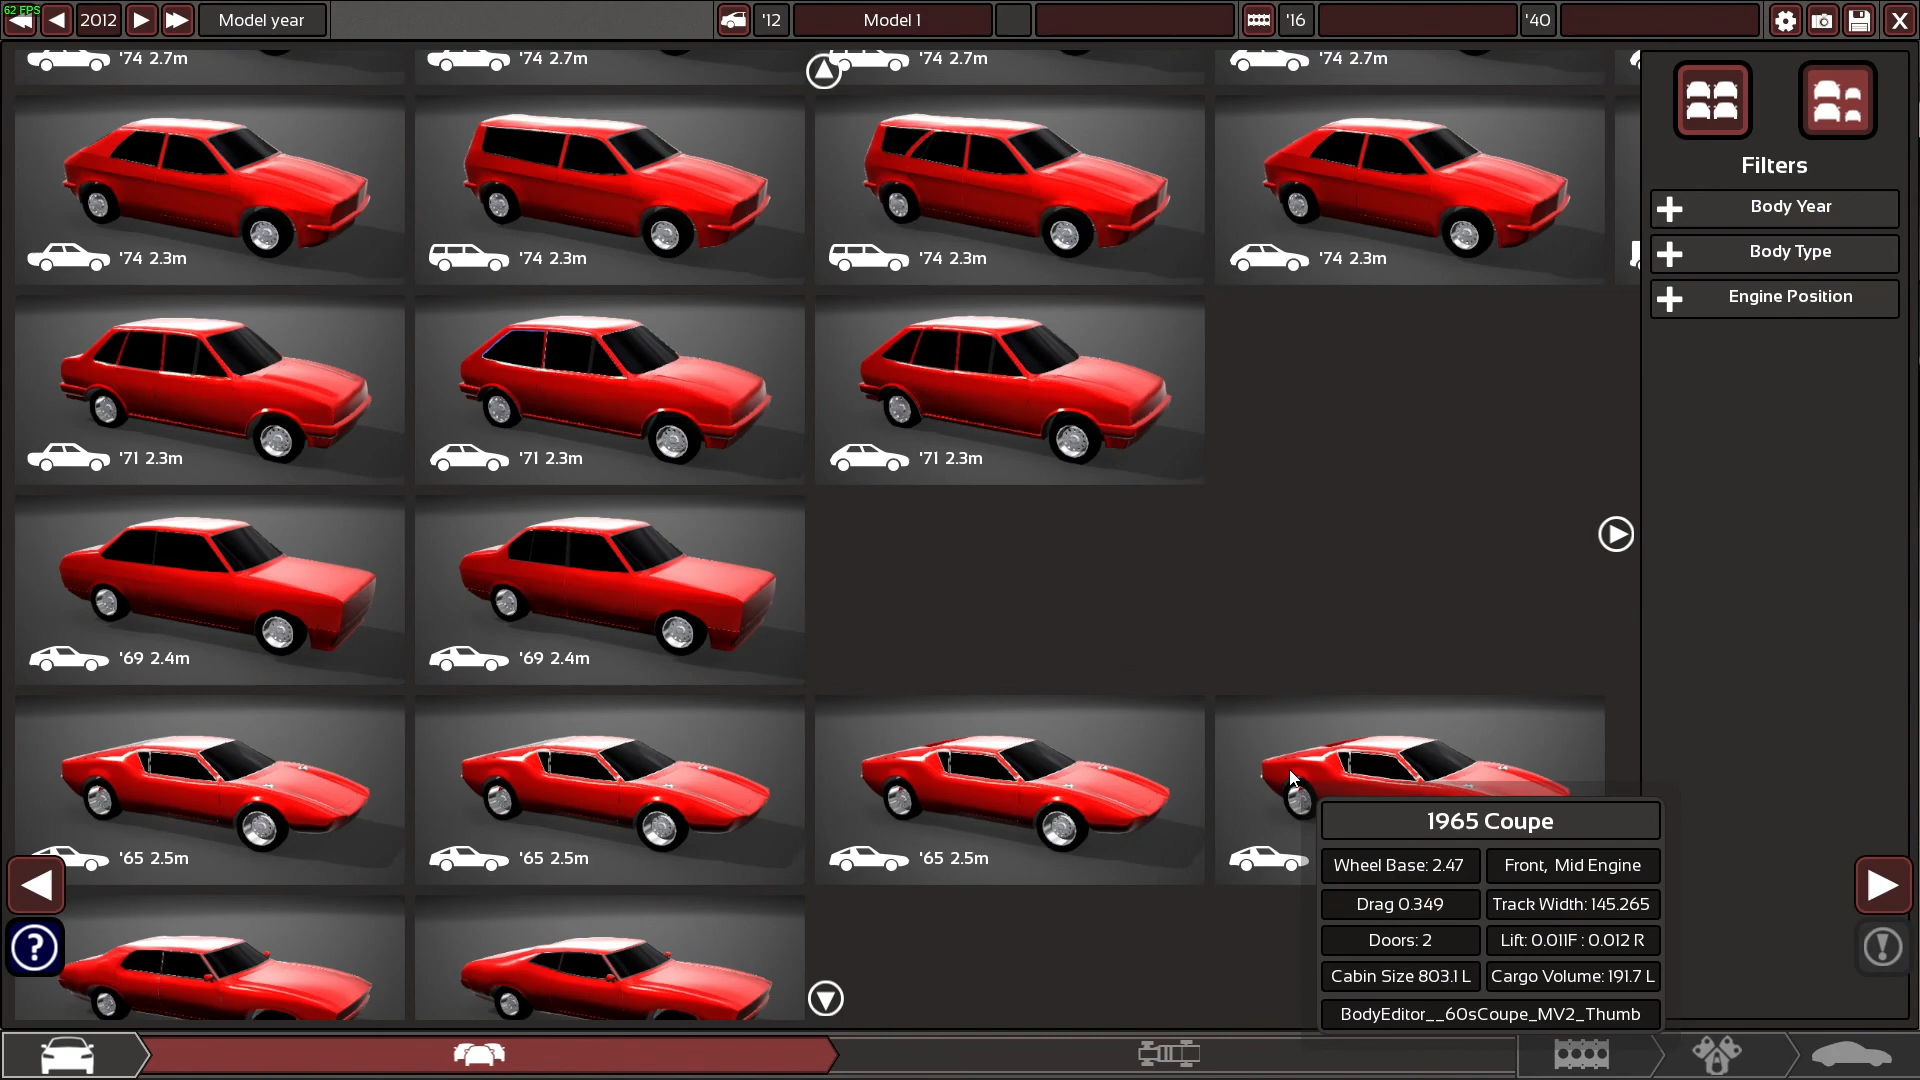 62 FPS
2012
Model year
'12
Model 1
'16
'40
X
'74 2.7m
'74 2.7m
'74 2.7m
'74 2.7m
Filters
Body Year
Body Type
Engine Position
'74 2.3m
'74 2.3m
'74 2.3m
'74 2.3m
'71 2.3m
'71 2.3m
'71 2.3m
'69 2.4m
'69 2.4m
'65 2.5m
'65 2.5m
'65 2.5m
1965 Coupe
Wheel Base: 2.47
Front, Mid Engine
Drag 0.349
Track Width: 145.265
Doors: 2
Lift: 0.011F : 0.012 R
Cabin Size 803.1 L
Cargo Volume: 191.7 L
BodyEditor__60sCoupe_MV2_Thumb
?